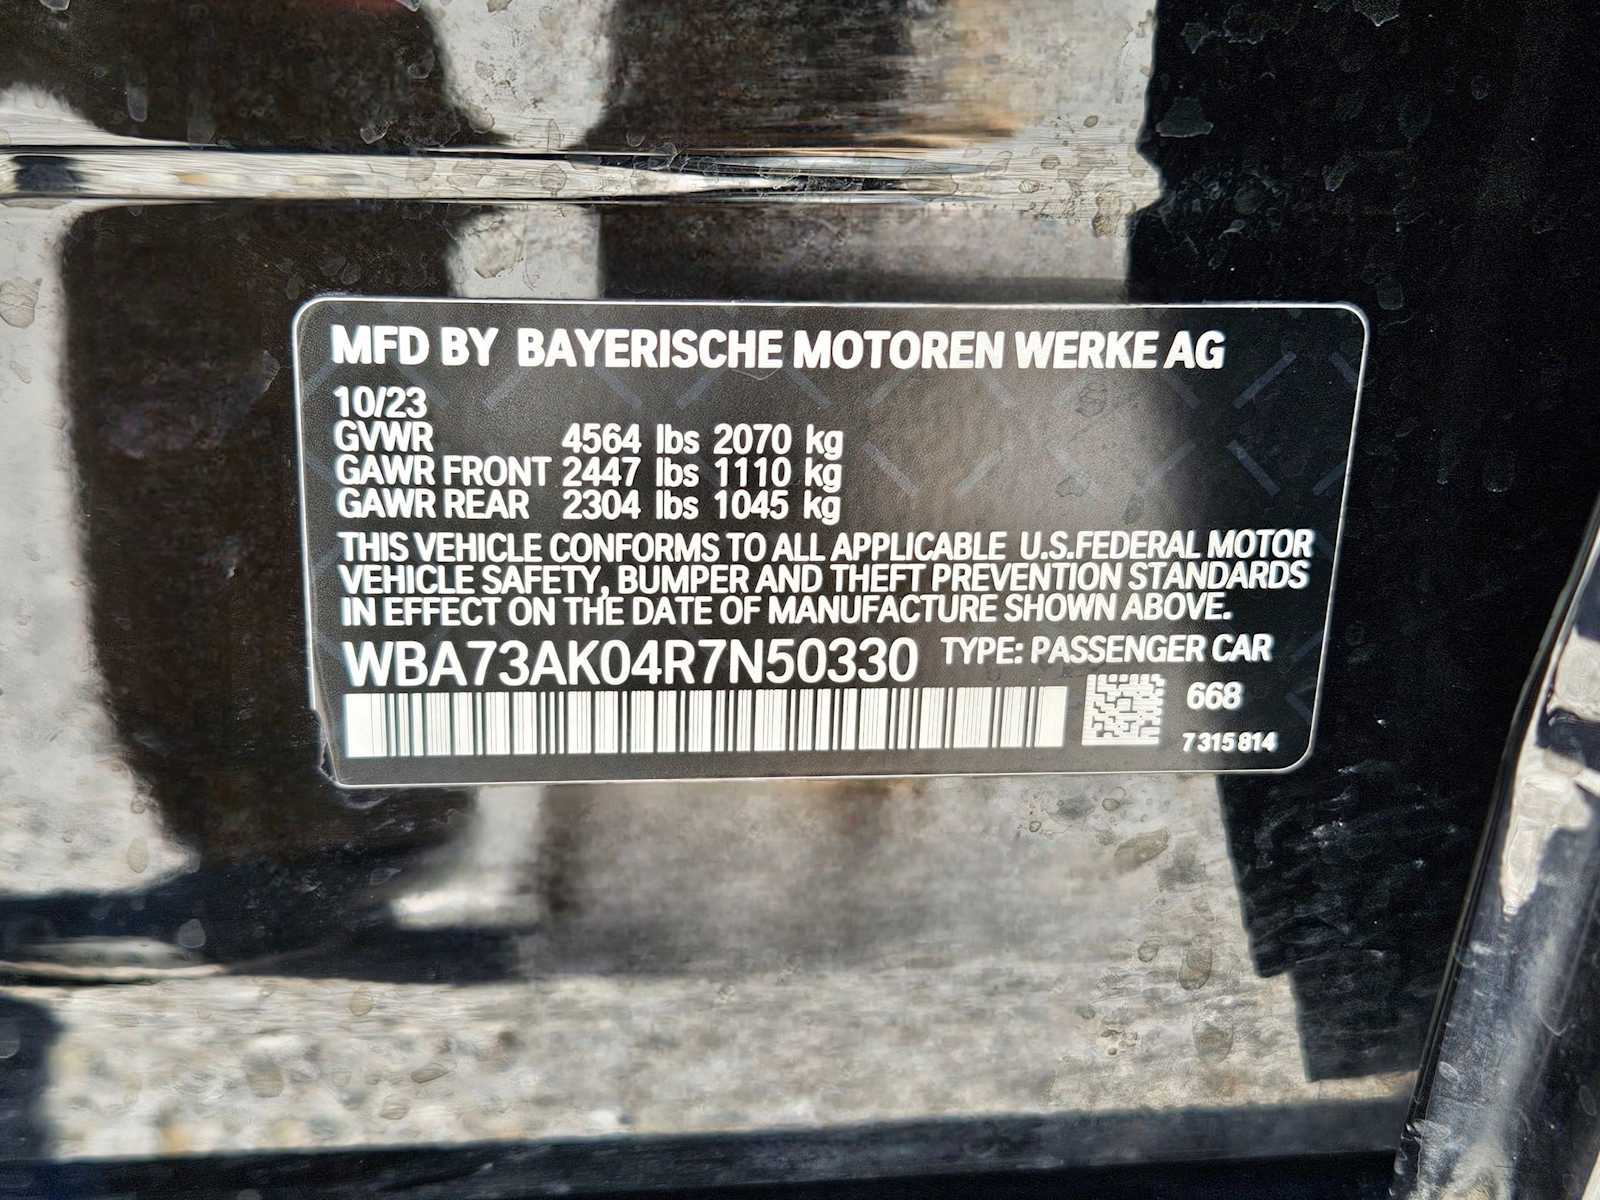 MFD BY BAYERISCHE MOTOREN WERKE AG
10/23
GVWR 4564 lbs 2070 kg
GAWR FRONT 2447 lbs 1110 kg
GAWR REAR 2304 lbs 1045 kg
THIS VEHICLE CONFORMS TO ALL APPLICABLE U.S.FEDERAL MOTOR
VEHICLE SAFETY, BUMPER AND THEFT PREVENTION STANDARDS
IN EFFECT ON THE DATE OF MANUFACTURE SHOWN ABOVE.
WBA73AK04R7N50330 TYPE: PASSENGER CAR
668
7 315 814